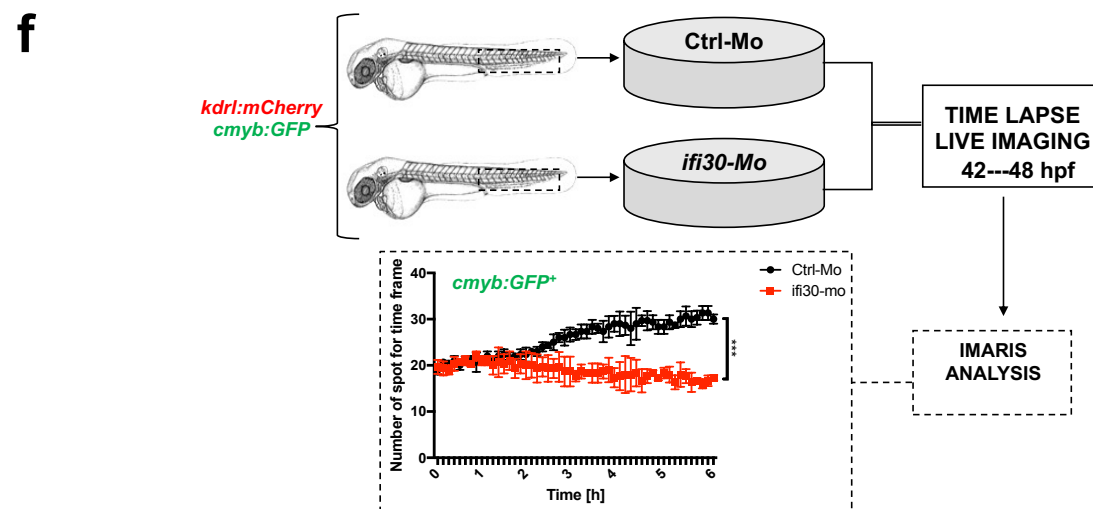 f
kdrl:mCherry
cmyb:GFP
Ctrl-Mo
ifi30-Mo
TIME LAPSE
LIVE IMAGING
42---48 hpf
IMARIS
ANALYSIS
cmyb:GFP+
Ctrl-Mo
ifi30-mo
***
Number of spot for time frame
40
30
20
10
0
0 1 2 3 4 5 6
Time [h]